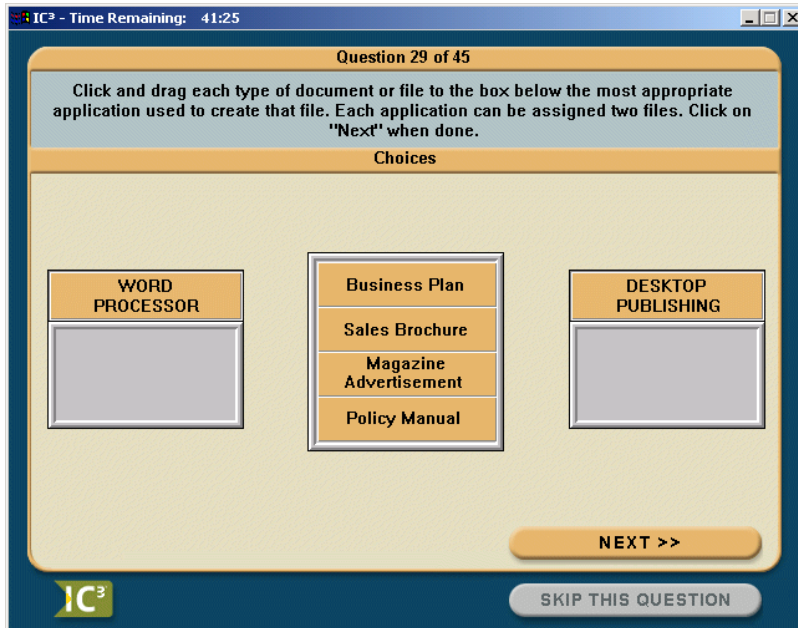 IC³ - Time Remaining: 41:25
Question 29 of 45
Click and drag each type of document or file to the box below the most appropriate
application used to create that file. Each application can be assigned two files. Click on
"Next" when done.
Choices
WORD
PROCESSOR
Business Plan
Sales Brochure
Magazine
Advertisement
Policy Manual
DESKTOP
PUBLISHING
NEXT >>
IC³
SKIP THIS QUESTION